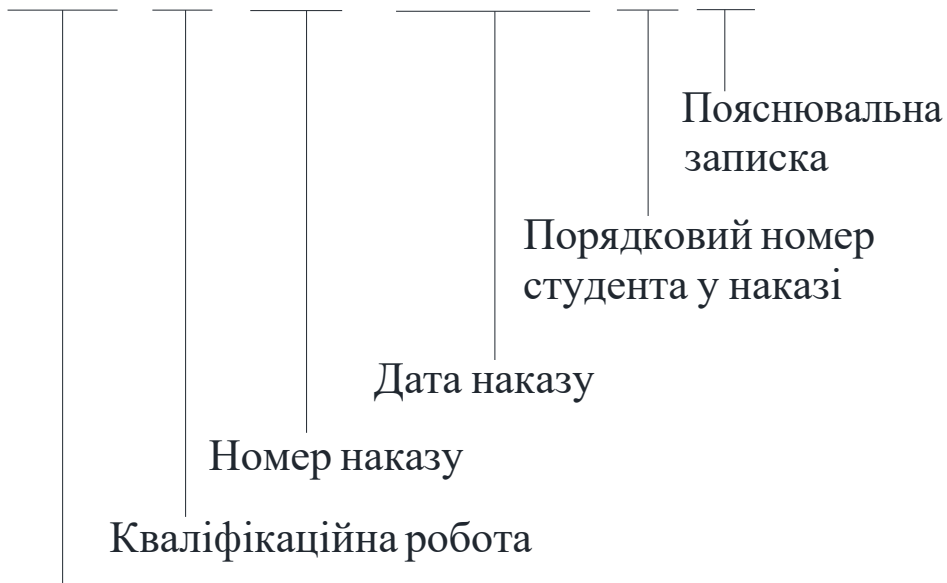 Пояснювальна
записка
Порядковий номер
студента у наказі
Дата наказу
Номер наказу
Кваліфікаційна робота